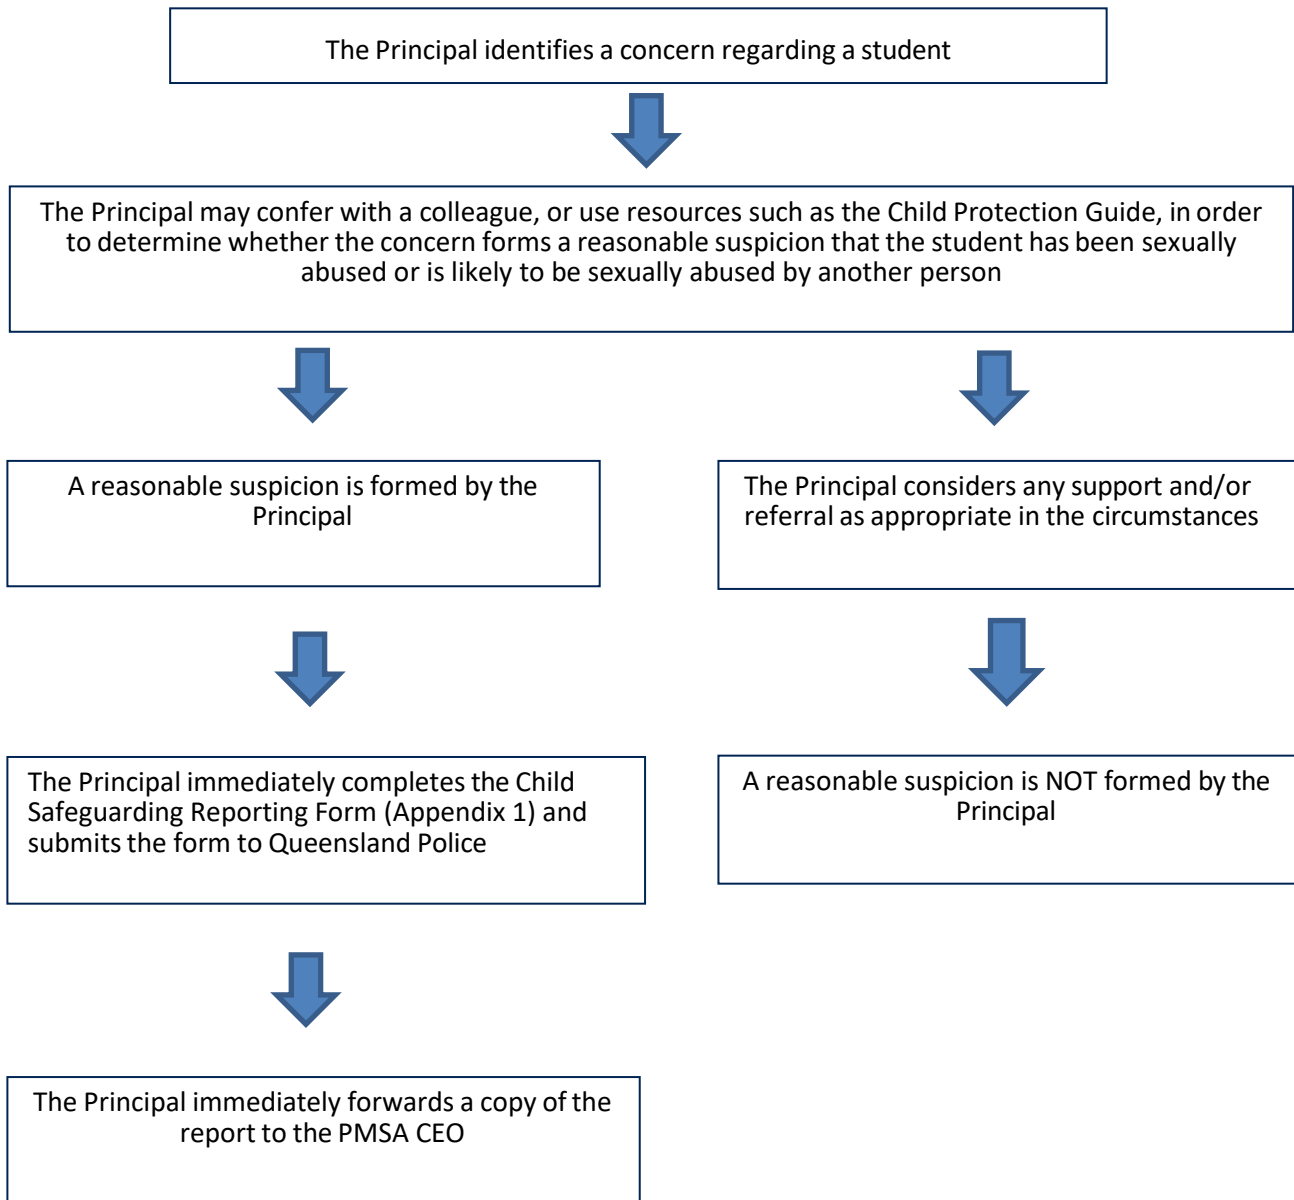 The Principal identifies a concern regarding a student
The Principal may confer with a colleague, or use resources such as the Child Protection Guide, in order
to determine whether the concern forms a reasonable suspicion that the student has been sexually
abused or is likely to be sexually abused by another person
A reasonable suspicion is formed by the
Principal
The Principal considers any support and/or
referral as appropriate in the circumstances
The Principal immediately completes the Child
Safeguarding Reporting Form (Appendix 1) and
submits the form to Queensland Police
A reasonable suspicion is NOT formed by the
Principal
The Principal immediately forwards a copy of the
report to the PMSA CEO